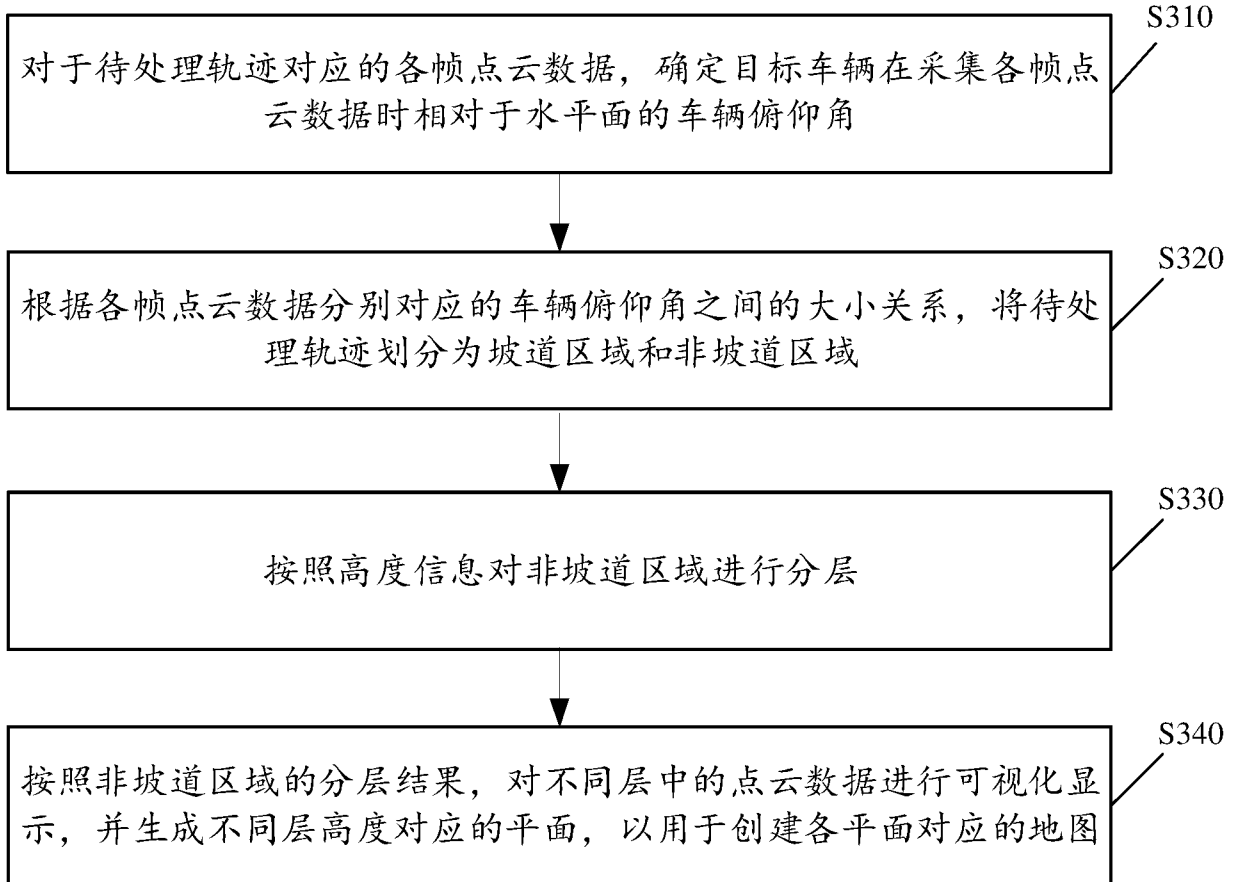 S310
对于待处理轨迹对应的各帧点云数据，确定目标车辆在采集各帧点
云数据时相对于水平面的车辆俯仰角
S320
根据各帧点云数据分别对应的车辆俯仰角之间的大小关系，将待处
理轨迹划分为坡道区域和非坡道区域
S330
按照高度信息对非坡道区域进行分层
S340
按照非坡道区域的分层结果，对不同层中的点云数据进行可视化显
示，并生成不同层高度对应的平面，以用于创建各平面对应的地图